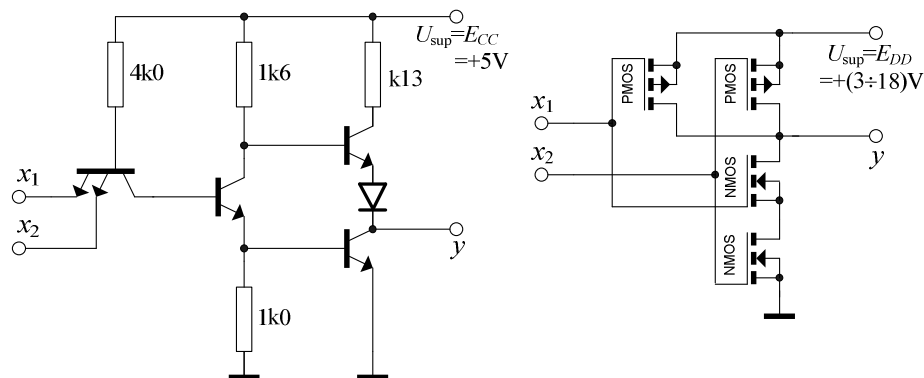 4k0
1k6
k13
U_sup=E_CC
=+5V
x₁
x₂
y
1k0
U_sup=E_DD
=+(3÷18)V
PMOS
PMOS
x₁
x₂
y
NMOS
NMOS